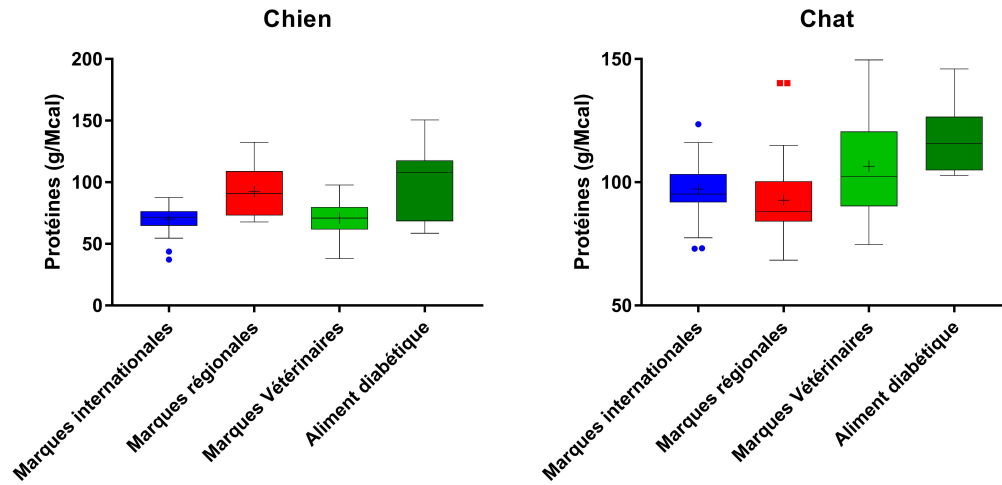 Chien
Protéines (g/Mcal)
200
150
100
50
0
Marques internationales
Marques régionales
Marques Vétérinaires
Aliment diabétique
Chat
Protéines (g/Mcal)
150
100
50
Marques internationales
Marques régionales
Marques Vétérinaires
Aliment diabétique